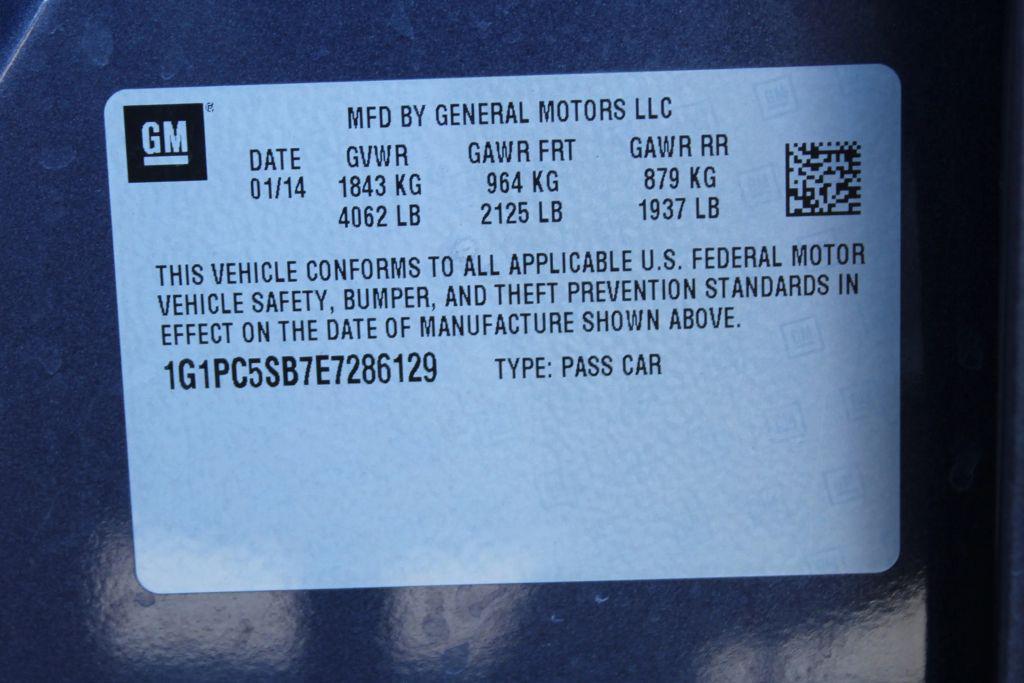 GM®
MFD BY GENERAL MOTORS LLC
DATE GVWR GAWR FRT GAWR RR
01/14 1843 KG 964 KG 879 KG
4062 LB 2125 LB 1937 LB
THIS VEHICLE CONFORMS TO ALL APPLICABLE U.S. FEDERAL MOTOR
VEHICLE SAFETY, BUMPER, AND THEFT PREVENTION STANDARDS IN
EFFECT ON THE DATE OF MANUFACTURE SHOWN ABOVE.
1G1PC5SB7E7286129 TYPE: PASS CAR